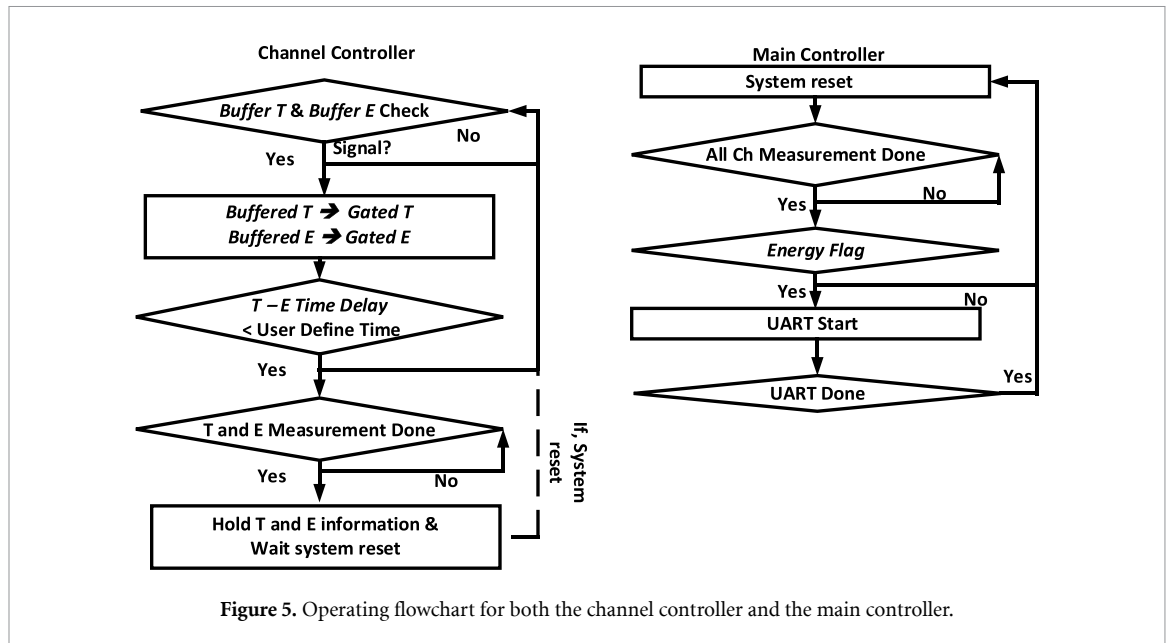 Channel Controller
Buffer T & Buffer E Check
No
Yes
Signal?
Buffered T ➔ Gated T
Buffered E ➔ Gated E
T – E Time Delay
< User Define Time
Yes
T and E Measurement Done
Yes
No
Hold T and E information &
Wait system reset
If, System
reset
Main Controller
System reset
All Ch Measurement Done
No
Yes
Energy Flag
Yes
No
UART Start
Yes
UART Done
Figure 5. Operating flowchart for both the channel controller and the main controller.